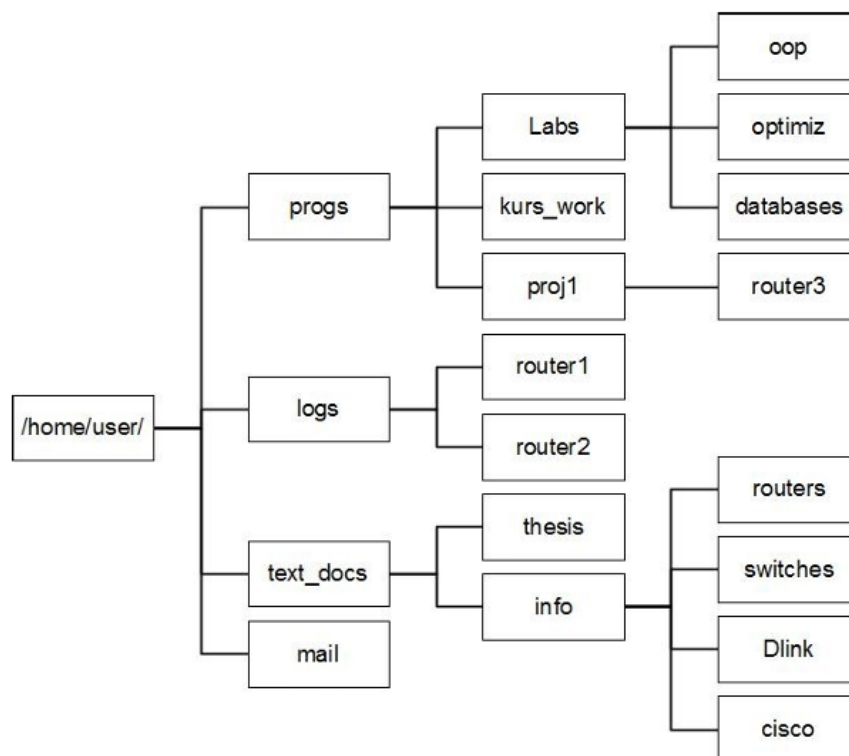 oop
Labs
optimiz
progs
kurs_work
databases
proj1
router3
router1
logs
/home/user/
router2
routers
thesis
switches
text_docs
info
mail
Dlink
cisco